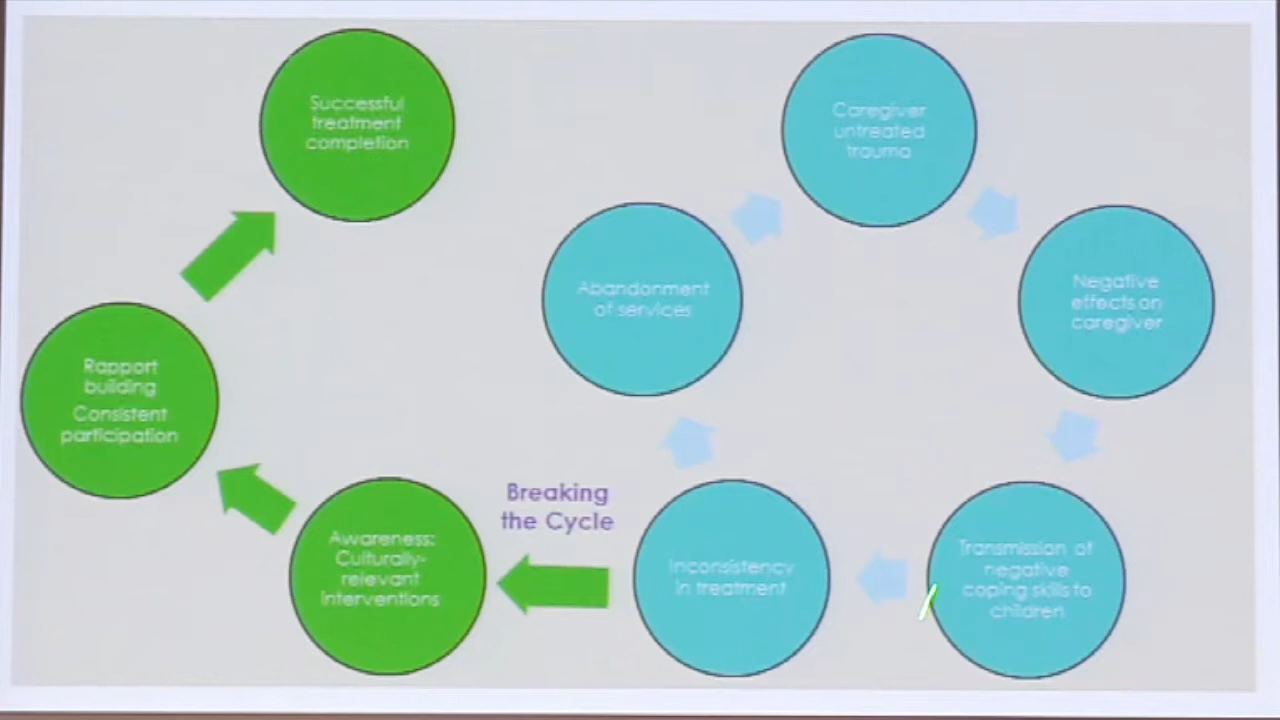 Successful
treatment
completion
Caregiver
untreated
trauma
Abandonment
of services
Negative
effects on
caregiver
Rapport
building
Consistent
participation
Breaking
the Cycle
Awareness:
Culturally-
relevant
interventions
Inconsistency
in treatment
Transmission of
negative
coping skills to
children